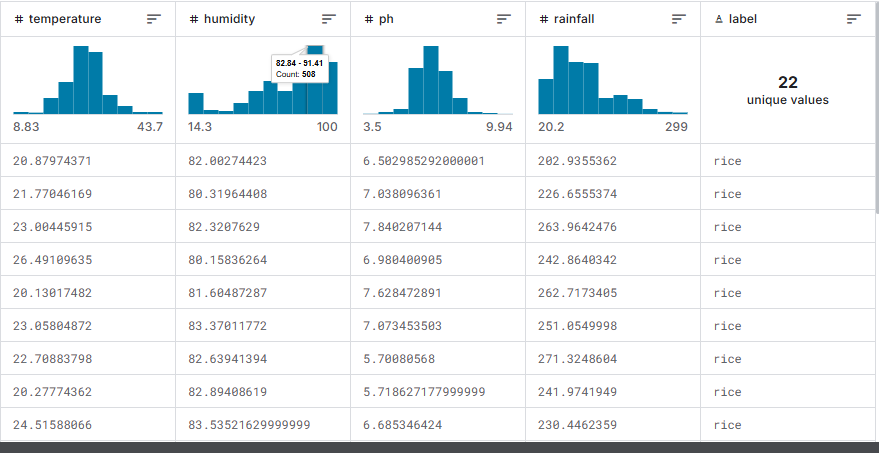 # temperature # humidity # ph # rainfall A label
82.84 - 91.41
Count: 508
22
unique values
8.83 43.7 14.3 100 3.5 9.94 20.2 299
20.87974371 82.00274423 6.502985292000001 202.9355362 rice
21.77046169 80.31964408 7.038096361 226.6555374 rice
23.00445915 82.3207629 7.840207144 263.9642476 rice
26.49109635 80.15836264 6.980400905 242.8640342 rice
20.13017482 81.60487287 7.628472891 262.7173405 rice
23.05804872 83.37011772 7.073453503 251.0549998 rice
22.70883798 82.63941394 5.70080568 271.3248604 rice
20.27774362 82.89408619 5.718627177999999 241.9741949 rice
24.51588066 83.53521629999999 6.685346424 230.4462359 rice